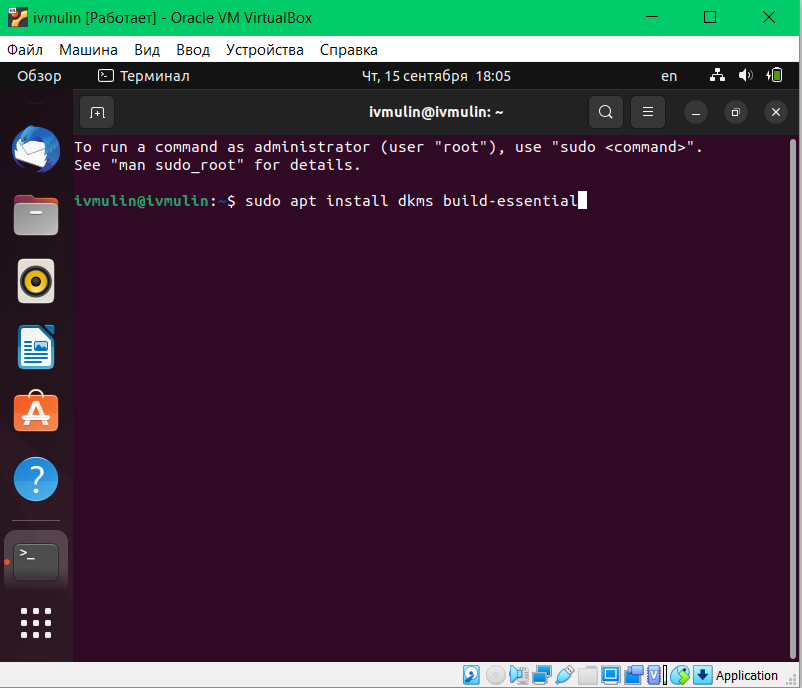 ivmulin [Работает] - Oracle VM VirtualBox
Файл Машина Вид Ввод Устройства Справка
Обзор Терминал Чт, 15 сентября 18:05 en
ivmulin@ivmulin: ~
To run a command as administrator (user "root"), use "sudo <command>".
See "man sudo_root" for details.
ivmulin@ivmulin:~$ sudo apt install dkms build-essential
Application